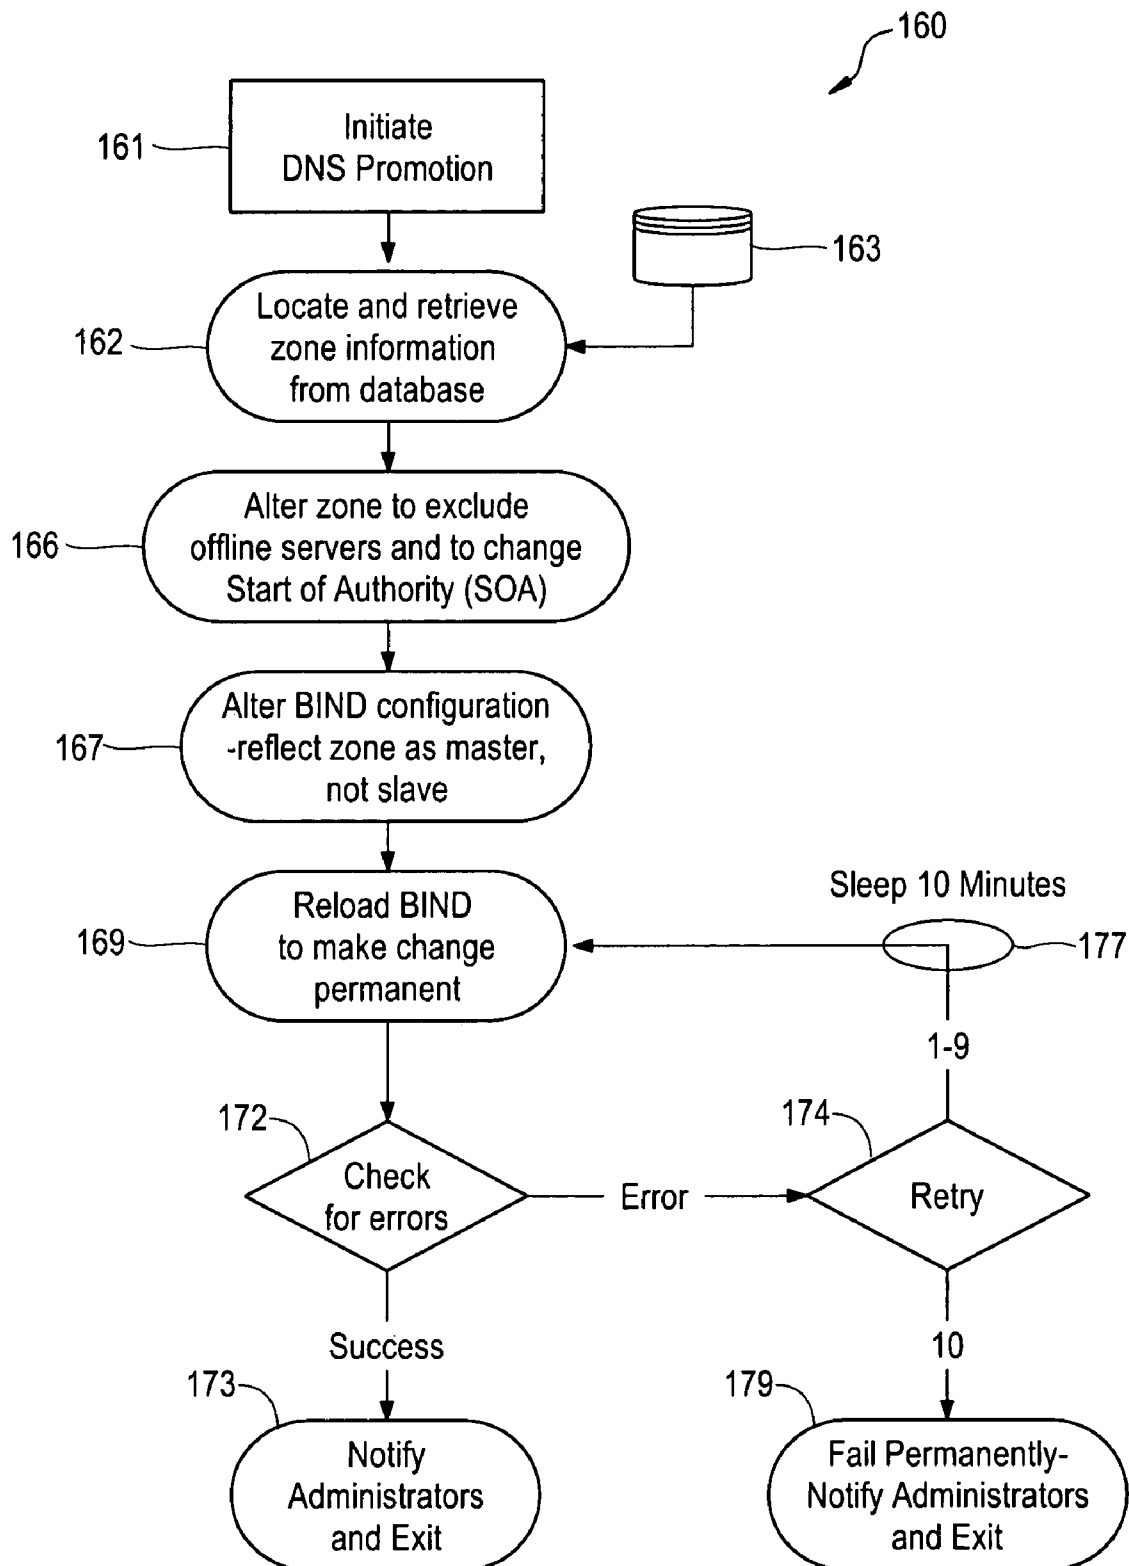 160
Initiate
DNS Promotion
161
163
Locate and retrieve
zone information
from database
162
Alter zone to exclude
offline servers and to change
Start of Authority (SOA)
166
Alter BIND configuration
-reflect zone as master,
not slave
167
Sleep 10 Minutes
Reload BIND
to make change
permanent
169
177
1-9
172
174
Check
for errors
Error
Retry
Success
10
173
179
Notify
Administrators
and Exit
Fail Permanently-
Notify Administrators
and Exit